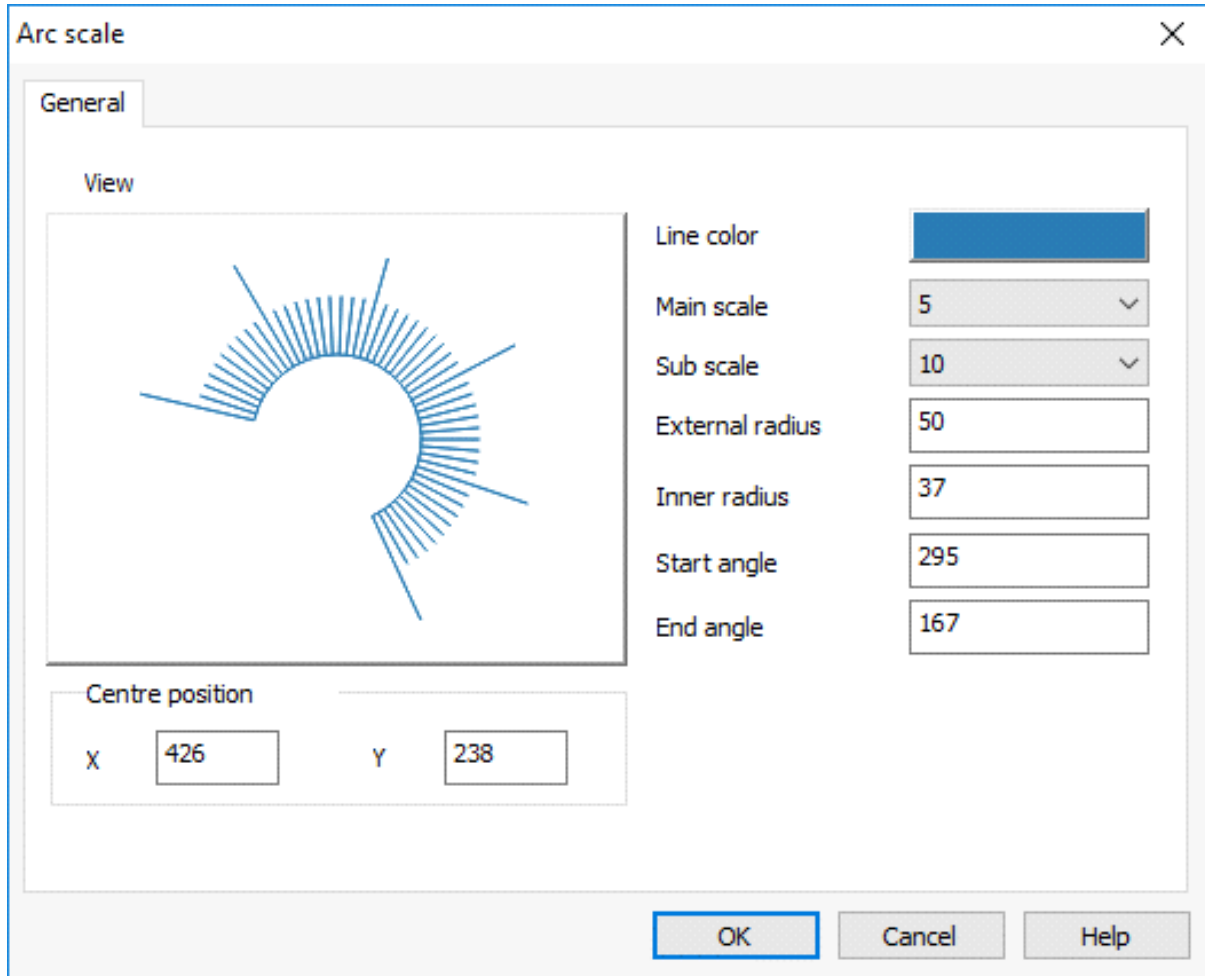 Arc scale
General
View
Line color
Main scale 5
Sub scale 10
External radius 50
Inner radius 37
Start angle 295
End angle 167
Centre position
X 426 Y 238
OK Cancel Help